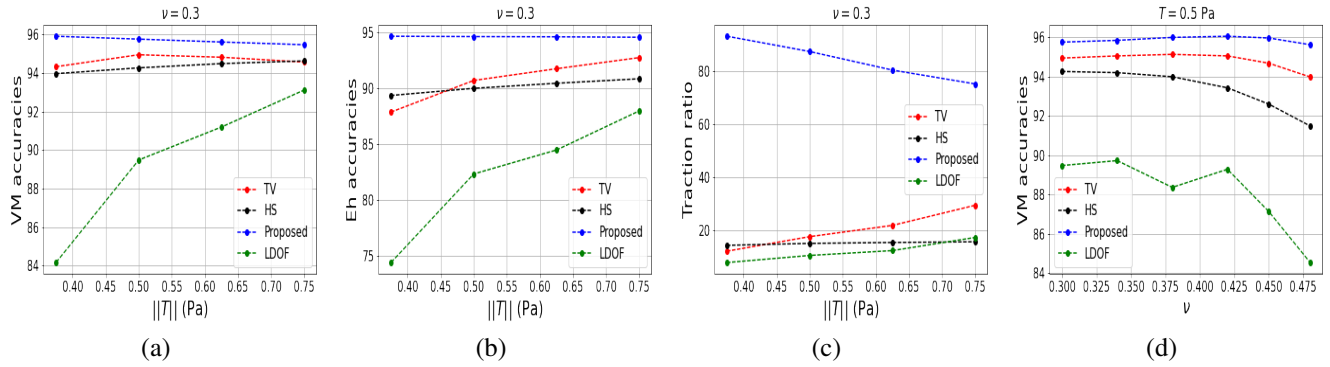 ν = 0.3
VM accuracies
96
94
92
90
88
86
84
TV
HS
Proposed
LDOF
0.40 0.45 0.50 0.55 0.60 0.65 0.70 0.75
||T|| (Pa)
(a)
ν = 0.3
Eh accuracies
95
90
85
80
75
TV
HS
Proposed
LDOF
0.40 0.45 0.50 0.55 0.60 0.65 0.70 0.75
||T|| (Pa)
(b)
ν = 0.3
Traction ratio
80
60
40
20
TV
HS
Proposed
LDOF
0.40 0.45 0.50 0.55 0.60 0.65 0.70 0.75
||T|| (Pa)
(c)
T = 0.5 Pa
VM accuracies
96
94
92
90
88
86
84
TV
HS
Proposed
LDOF
0.300 0.325 0.350 0.375 0.400 0.425 0.450 0.475
ν
(d)